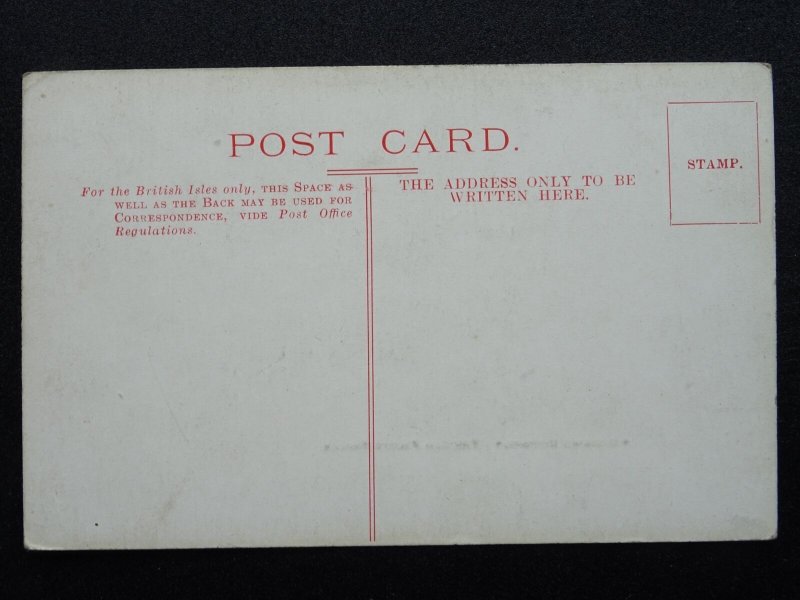 POST CARD.
STAMP.
For the British Isles only, THIS SPACE AS
WELL AS THE BACK MAY BE USED FOR
CORRESPONDENCE, VIDE Post Office
Regulations.
THE ADDRESS ONLY TO BE
WRITTEN HERE.